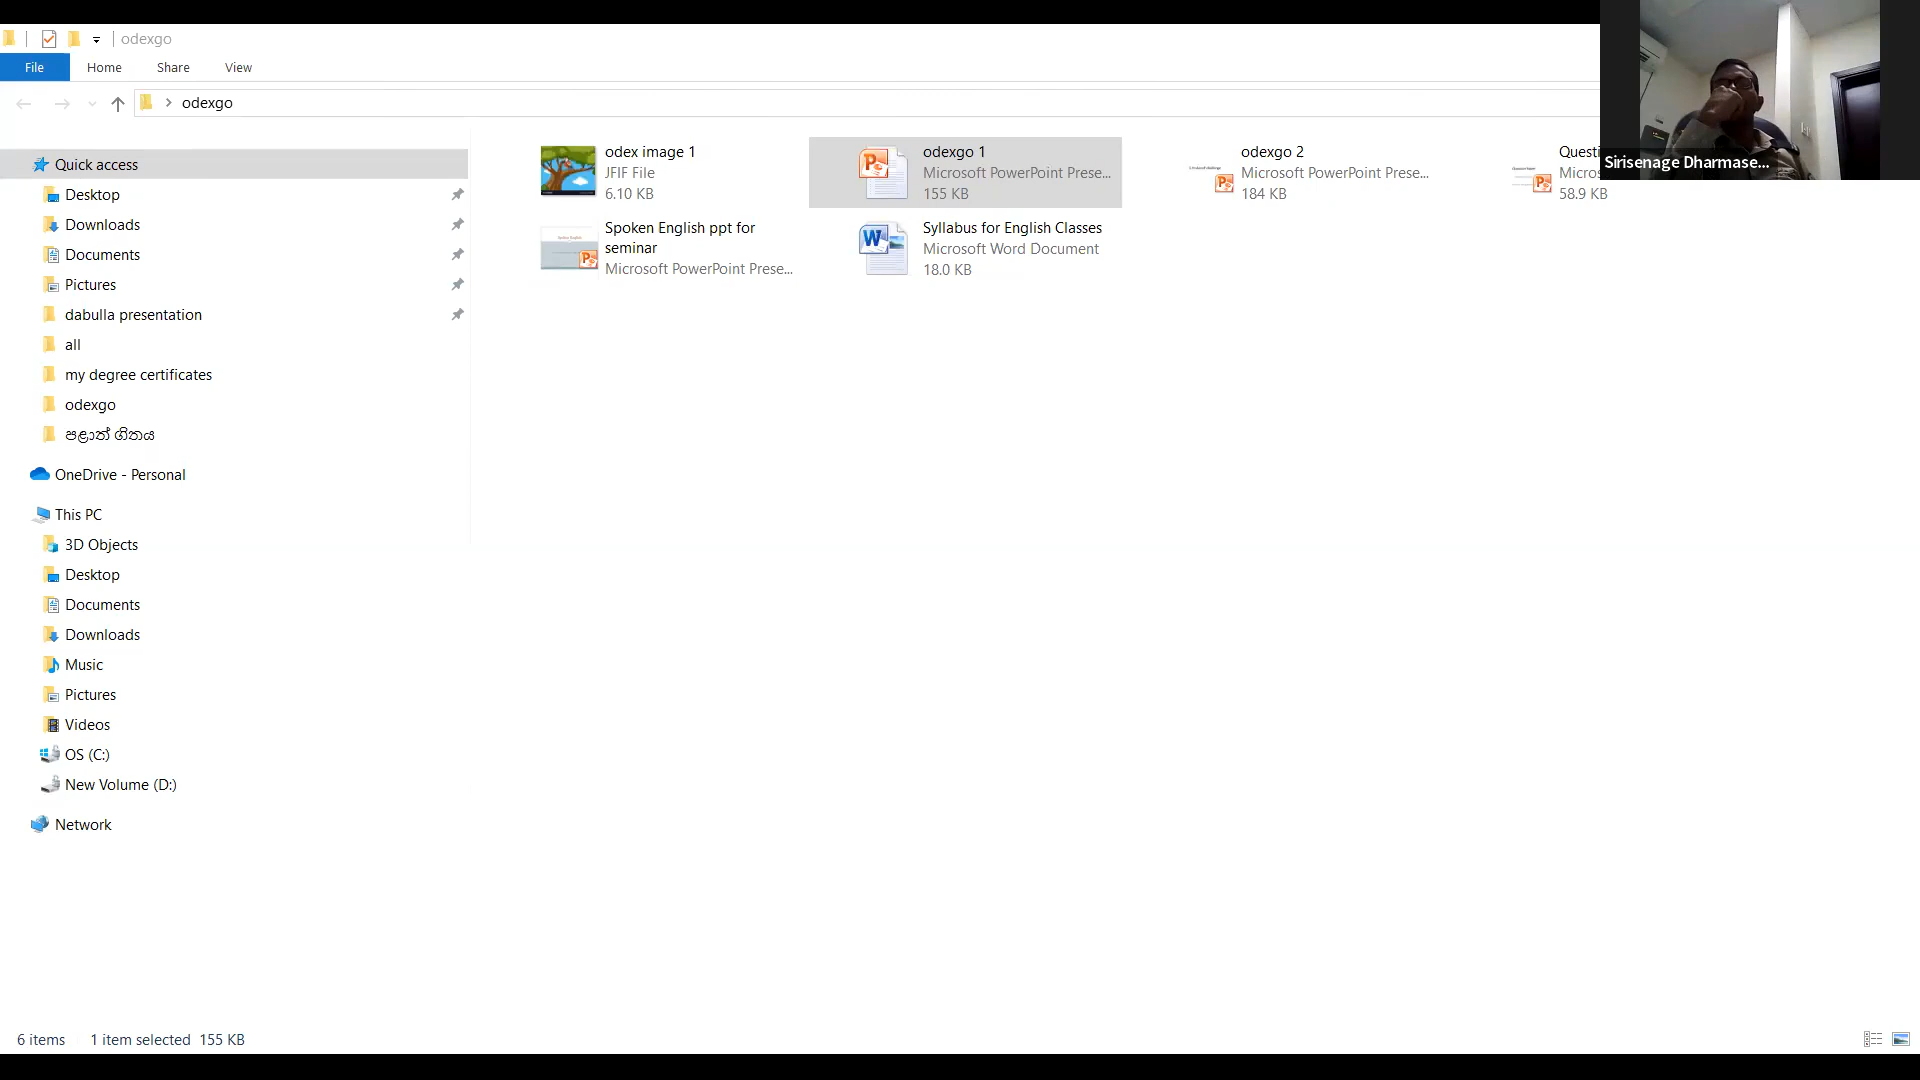 odexgo
File Home Share View
odexgo
Quick access
Desktop
Downloads
Documents
Pictures
dabulla presentation
all
my degree certificates
odexgo
පළාත් ගිතය
OneDrive - Personal
This PC
3D Objects
Desktop
Documents
Downloads
Music
Pictures
Videos
OS (C:)
New Volume (D:)
Network
odex image 1
JFIF File
6.10 KB
odexgo 1
Microsoft PowerPoint Prese...
155 KB
odexgo 2
Microsoft PowerPoint Prese...
184 KB
Questi
Micros
58.9 KB
Spoken English ppt for
seminar
Microsoft PowerPoint Prese...
Syllabus for English Classes
Microsoft Word Document
18.0 KB
Sirisenage Dharmase...
6 items 1 item selected 155 KB